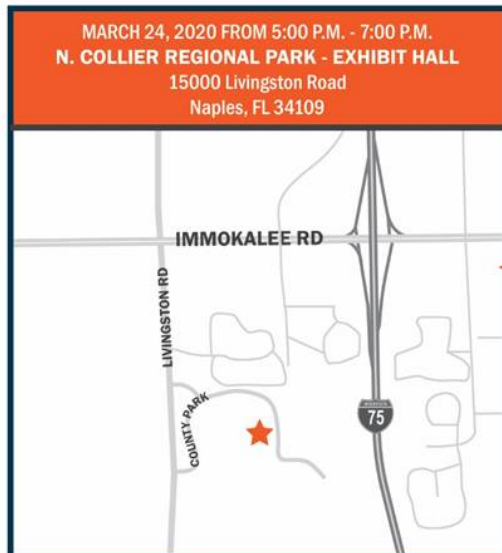 MARCH 24, 2020 FROM 5:00 P.M. - 7:00 P.M.
N. COLLIER REGIONAL PARK - EXHIBIT HALL
15000 Livingston Road
Naples, FL 34109
IMMOKALEE RD
LIVINGSTON RD
COUNTY PARK
75